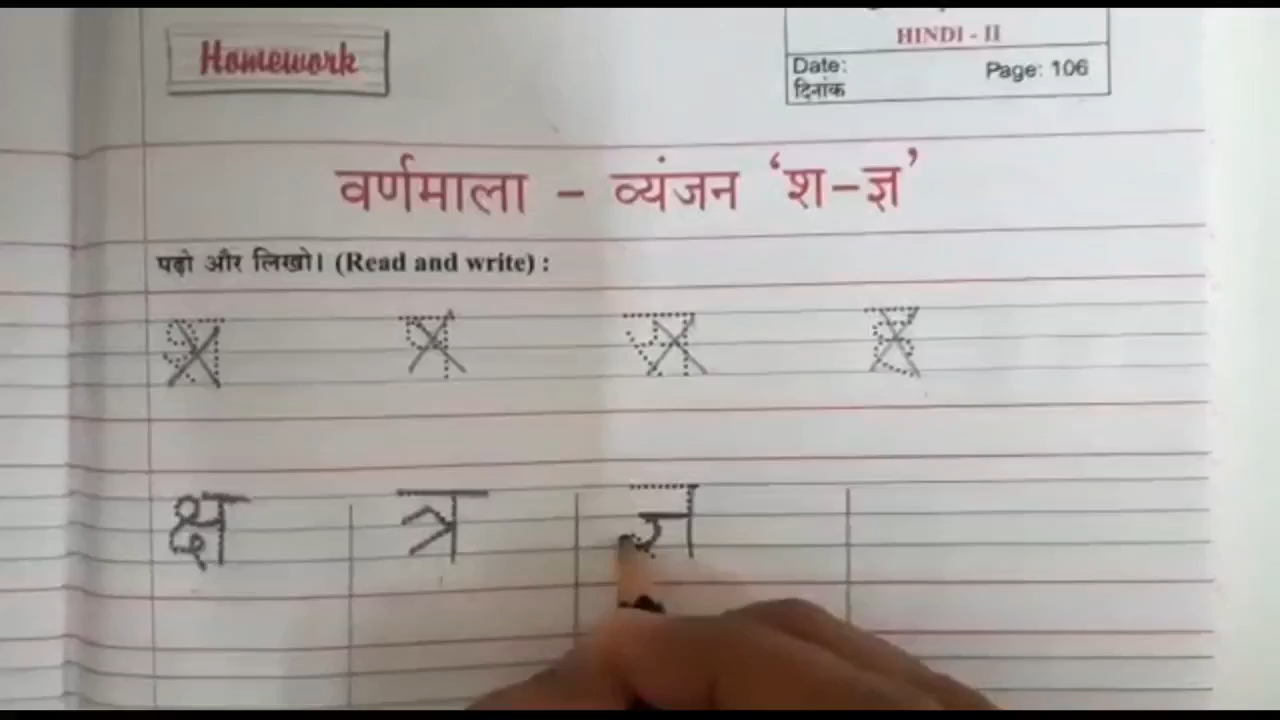 Homework
HINDI - II
Date:
Page: 106
दिनांक
वर्णमाला - व्यंजन 'श-ज्ञ'
पढ़ो और लिखो। (Read and write) :
श ष स ह
क्ष त्र ज्ञ